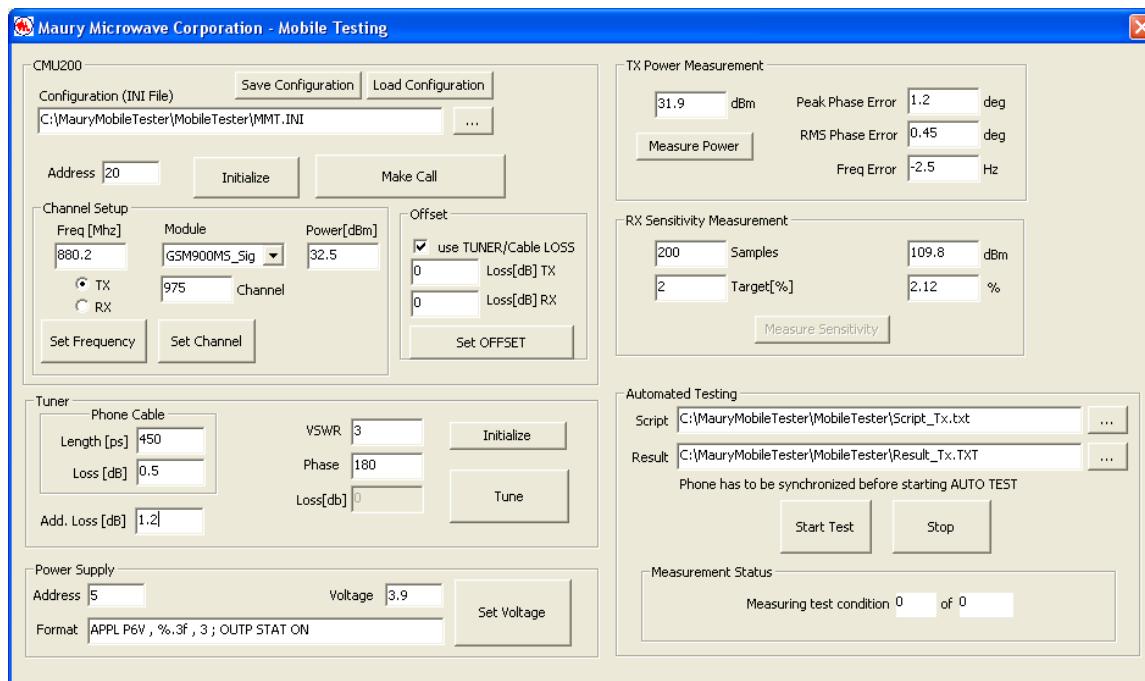 Maury Microwave Corporation - Mobile Testing
CMU200
Save Configuration
Load Configuration
Configuration (INI File)
C:\MauryMobileTester\MobileTester\MMT.INI
...
Address 20
Initialize
Make Call
Channel Setup
Freq [Mhz]
Module
Power[dBm]
880.2
GSM900MS_Sig
32.5
TX
RX
975 Channel
Set Frequency
Set Channel
Offset
use TUNER/Cable LOSS
0 Loss[dB] TX
0 Loss[dB] RX
Set OFFSET
Tuner
Phone Cable
Length [ps] 450
Loss [dB] 0.5
Add. Loss [dB] 1.2
VSWR 3
Phase 180
Loss[db] 0
Initialize
Tune
Power Supply
Address 5
Voltage 3.9
Format APPL P6V , %.3f , 3 ; OUTP STAT ON
Set Voltage
TX Power Measurement
31.9 dBm
Measure Power
Peak Phase Error 1.2 deg
RMS Phase Error 0.45 deg
Freq Error -2.5 Hz
RX Sensitivity Measurement
200 Samples
109.8 dBm
2 Target[%]
2.12 %
Measure Sensitivity
Automated Testing
Script C:\MauryMobileTester\MobileTester\Script_Tx.txt ...
Result C:\MauryMobileTester\MobileTester\Result_Tx.TXT ...
Phone has to be synchronized before starting AUTO TEST
Start Test
Stop
Measurement Status
Measuring test condition 0 of 0